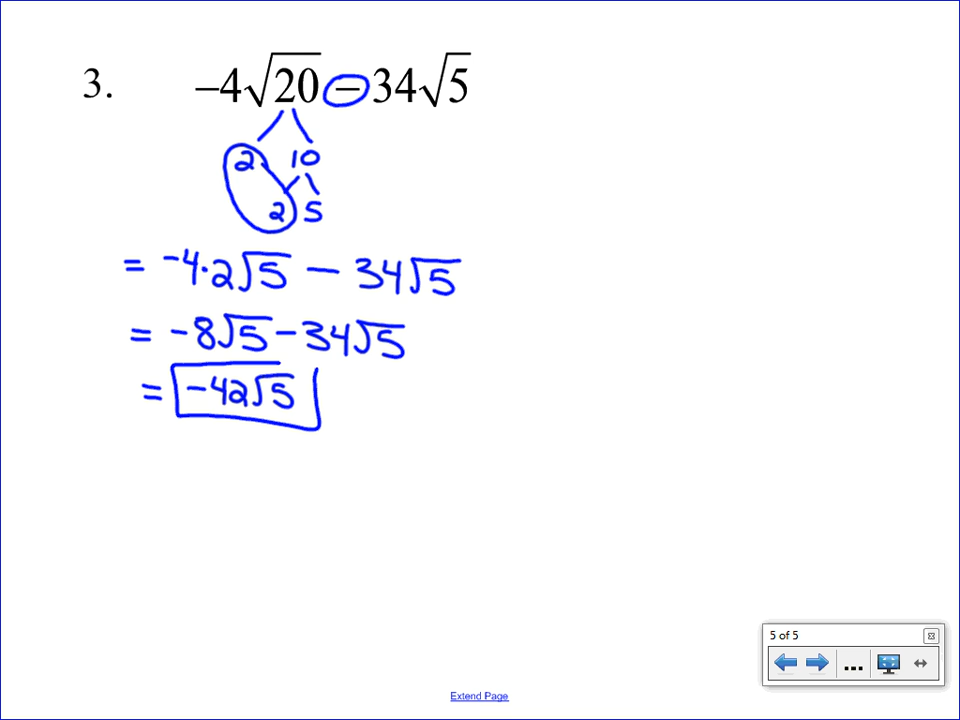 3. –4√20 – 34√5
2 10
2 5
= -4·2√5 – 34√5
= -8√5 - 34√5
= -42√5
5 of 5
...
Extend Page